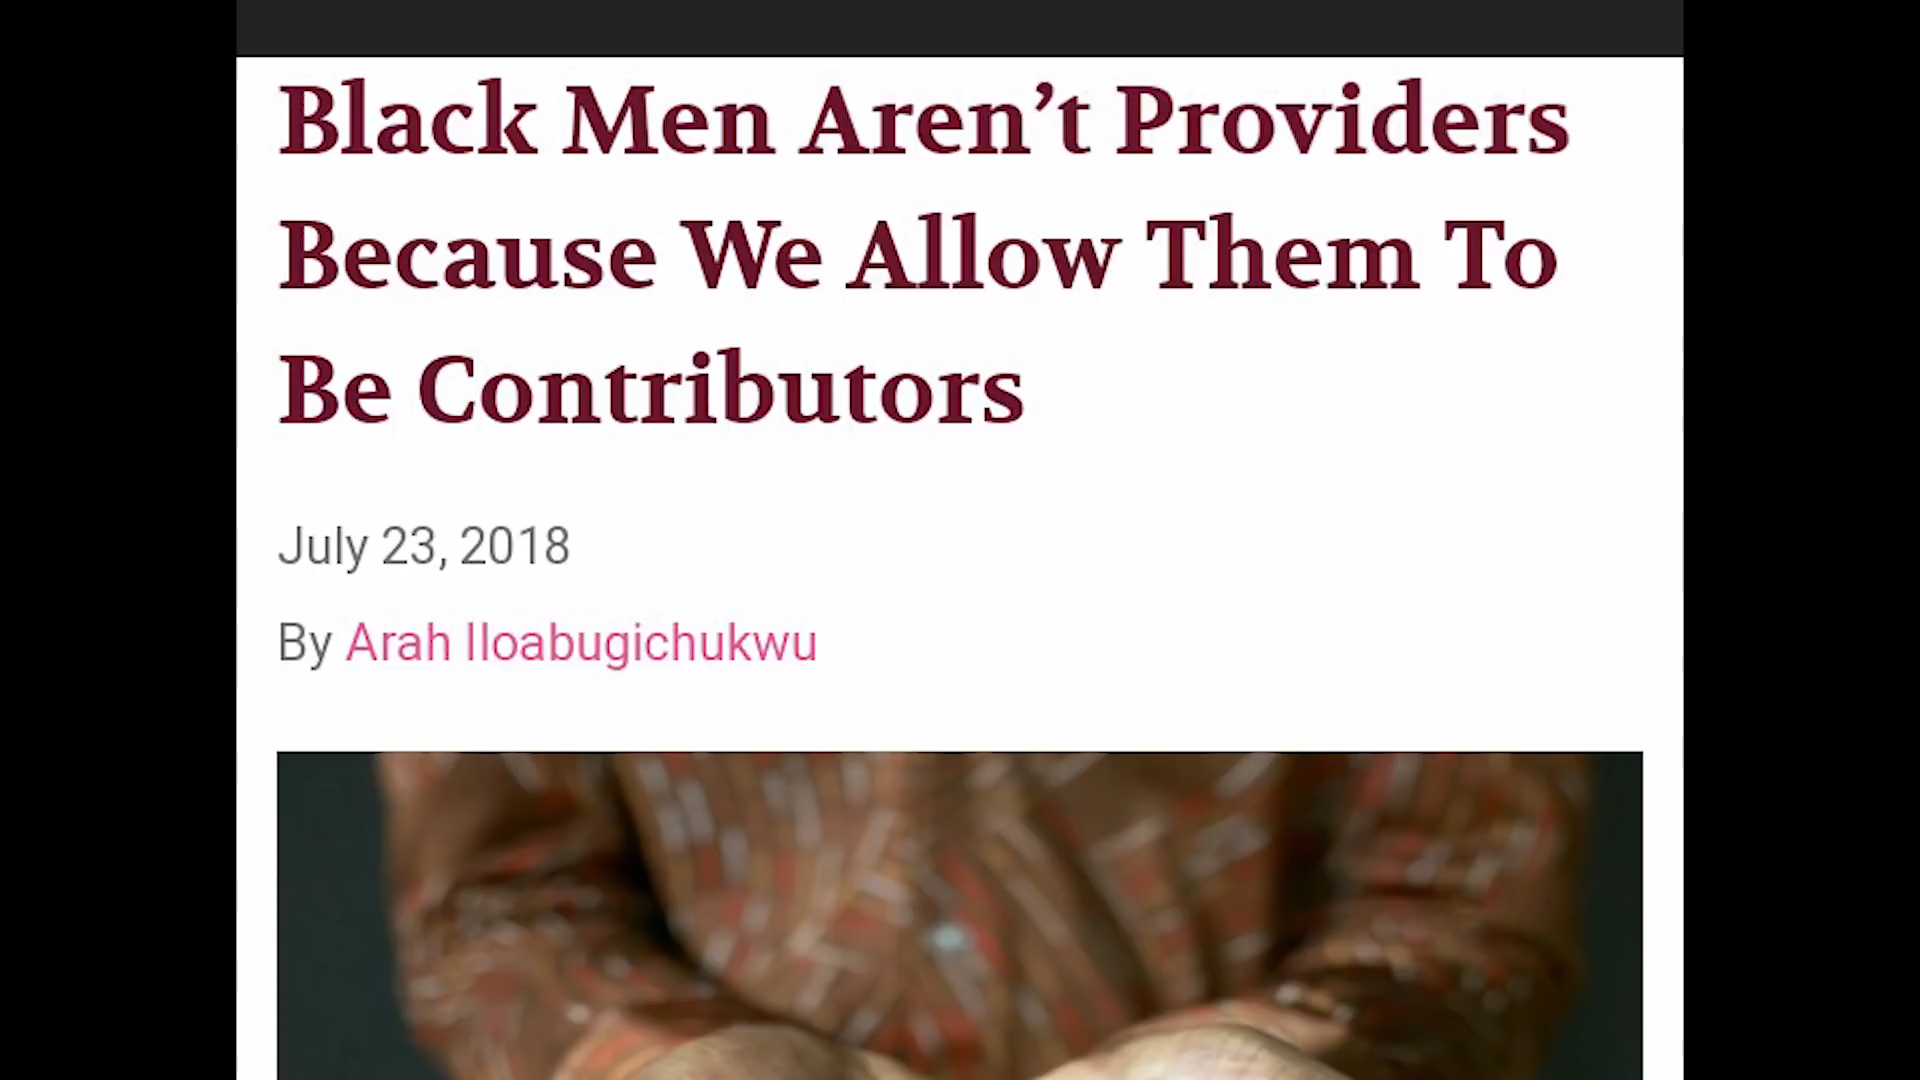 Black Men Aren’t Providers
Because We Allow Them To
Be Contributors
July 23, 2018
By Arah Iloabugichukwu